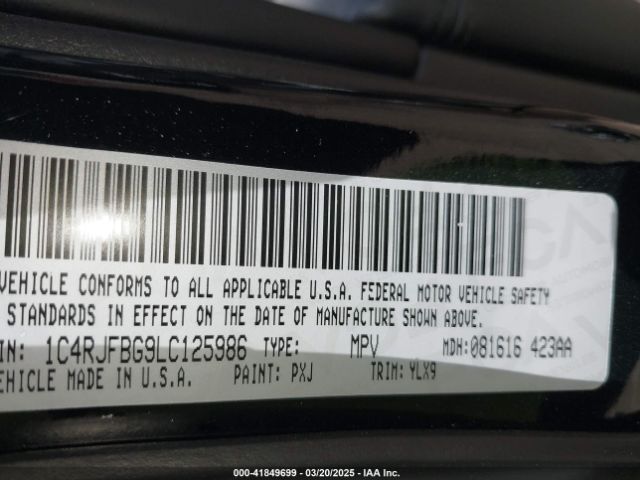 VEHICLE CONFORMS TO ALL APPLICABLE U.S.A. FEDERAL MOTOR VEHICLE SAFETY
STANDARDS IN EFFECT ON THE DATE OF MANUFACTURE SHOWN ABOVE.
IN: 1C4RJFBG9LC125986 TYPE: MPV MDH:081616 423AA
EHICLE MADE IN U.S.A. PAINT: PXJ TRIM: YLX9
00-41849699 - 03/20/2025 - IAA Inc.